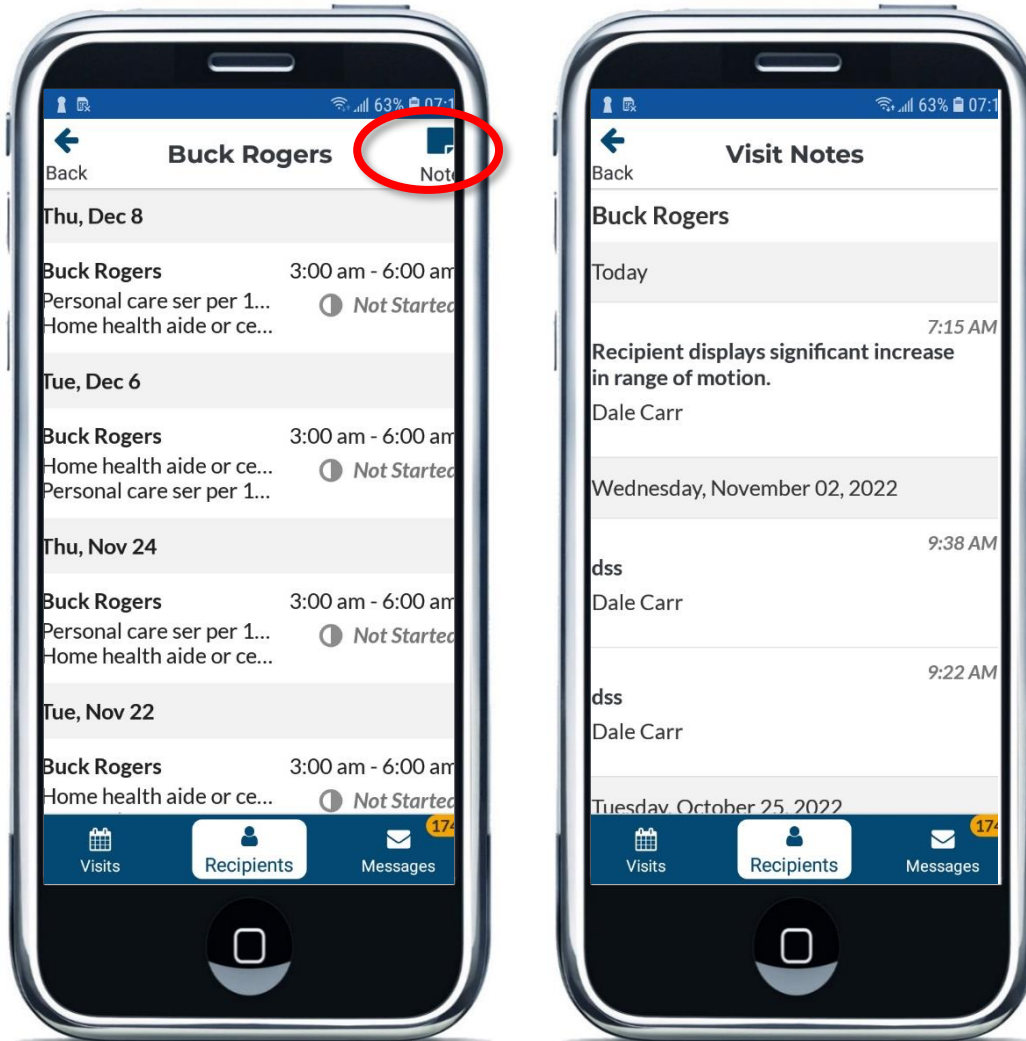 63% 07:1
Back
Buck Rogers
Note
Thu, Dec 8
Buck Rogers 3:00 am - 6:00 am
Personal care ser per 1... Not Started
Home health aide or ce...
Tue, Dec 6
Buck Rogers 3:00 am - 6:00 am
Home health aide or ce... Not Started
Personal care ser per 1...
Thu, Nov 24
Buck Rogers 3:00 am - 6:00 am
Personal care ser per 1... Not Started
Home health aide or ce...
Tue, Nov 22
Buck Rogers 3:00 am - 6:00 am
Home health aide or ce... Not Started
174
Visits Recipients Messages
63% 07:1
Back
Visit Notes
Buck Rogers
Today
7:15 AM
Recipient displays significant increase
in range of motion.
Dale Carr
Wednesday, November 02, 2022
9:38 AM
dss
Dale Carr
9:22 AM
dss
Dale Carr
Tuesday, October 25, 2022
174
Visits Recipients Messages